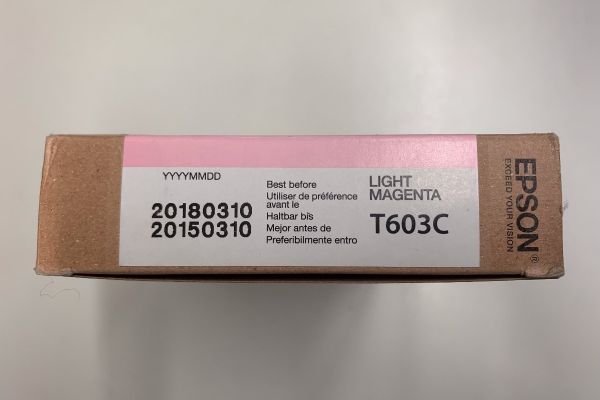 YYYYMMDD
20180310
20150310
Best before
Utiliser de préférence
avant le
Haltbar bis
Mejor antes de
Preferibilmente entro
LIGHT
MAGENTA
T603C
EPSON®
EXCEED YOUR VISION